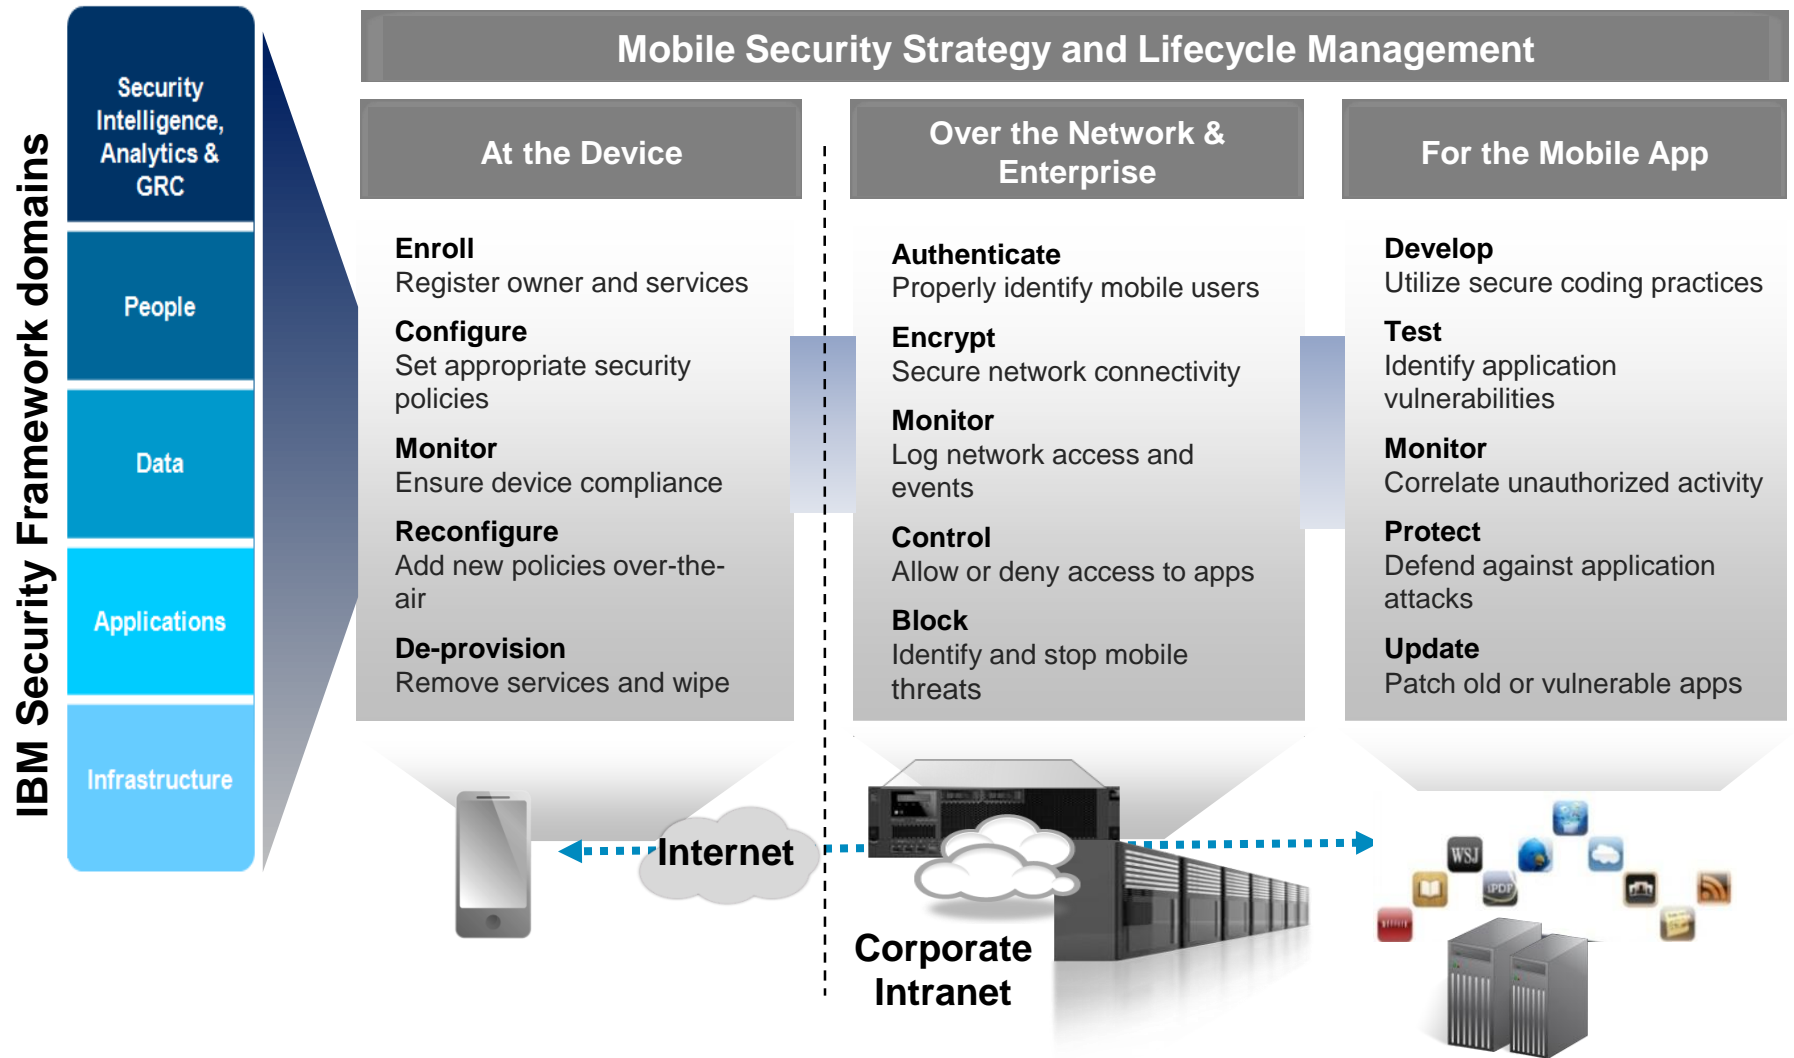 IBM Security Framework domains
Security
Intelligence,
Analytics &
GRC
People
Data
Applications
Infrastructure
Mobile Security Strategy and Lifecycle Management
At the Device
Enroll
Register owner and services
Configure
Set appropriate security
policies
Monitor
Ensure device compliance
Reconfigure
Add new policies over-the-
air
De-provision
Remove services and wipe
Over the Network &
Enterprise
Authenticate
Properly identify mobile users
Encrypt
Secure network connectivity
Monitor
Log network access and
events
Control
Allow or deny access to apps
Block
Identify and stop mobile
threats
For the Mobile App
Develop
Utilize secure coding practices
Test
Identify application
vulnerabilities
Monitor
Correlate unauthorized activity
Protect
Defend against application
attacks
Update
Patch old or vulnerable apps
Internet
Corporate
Intranet
WSJ
iPDF